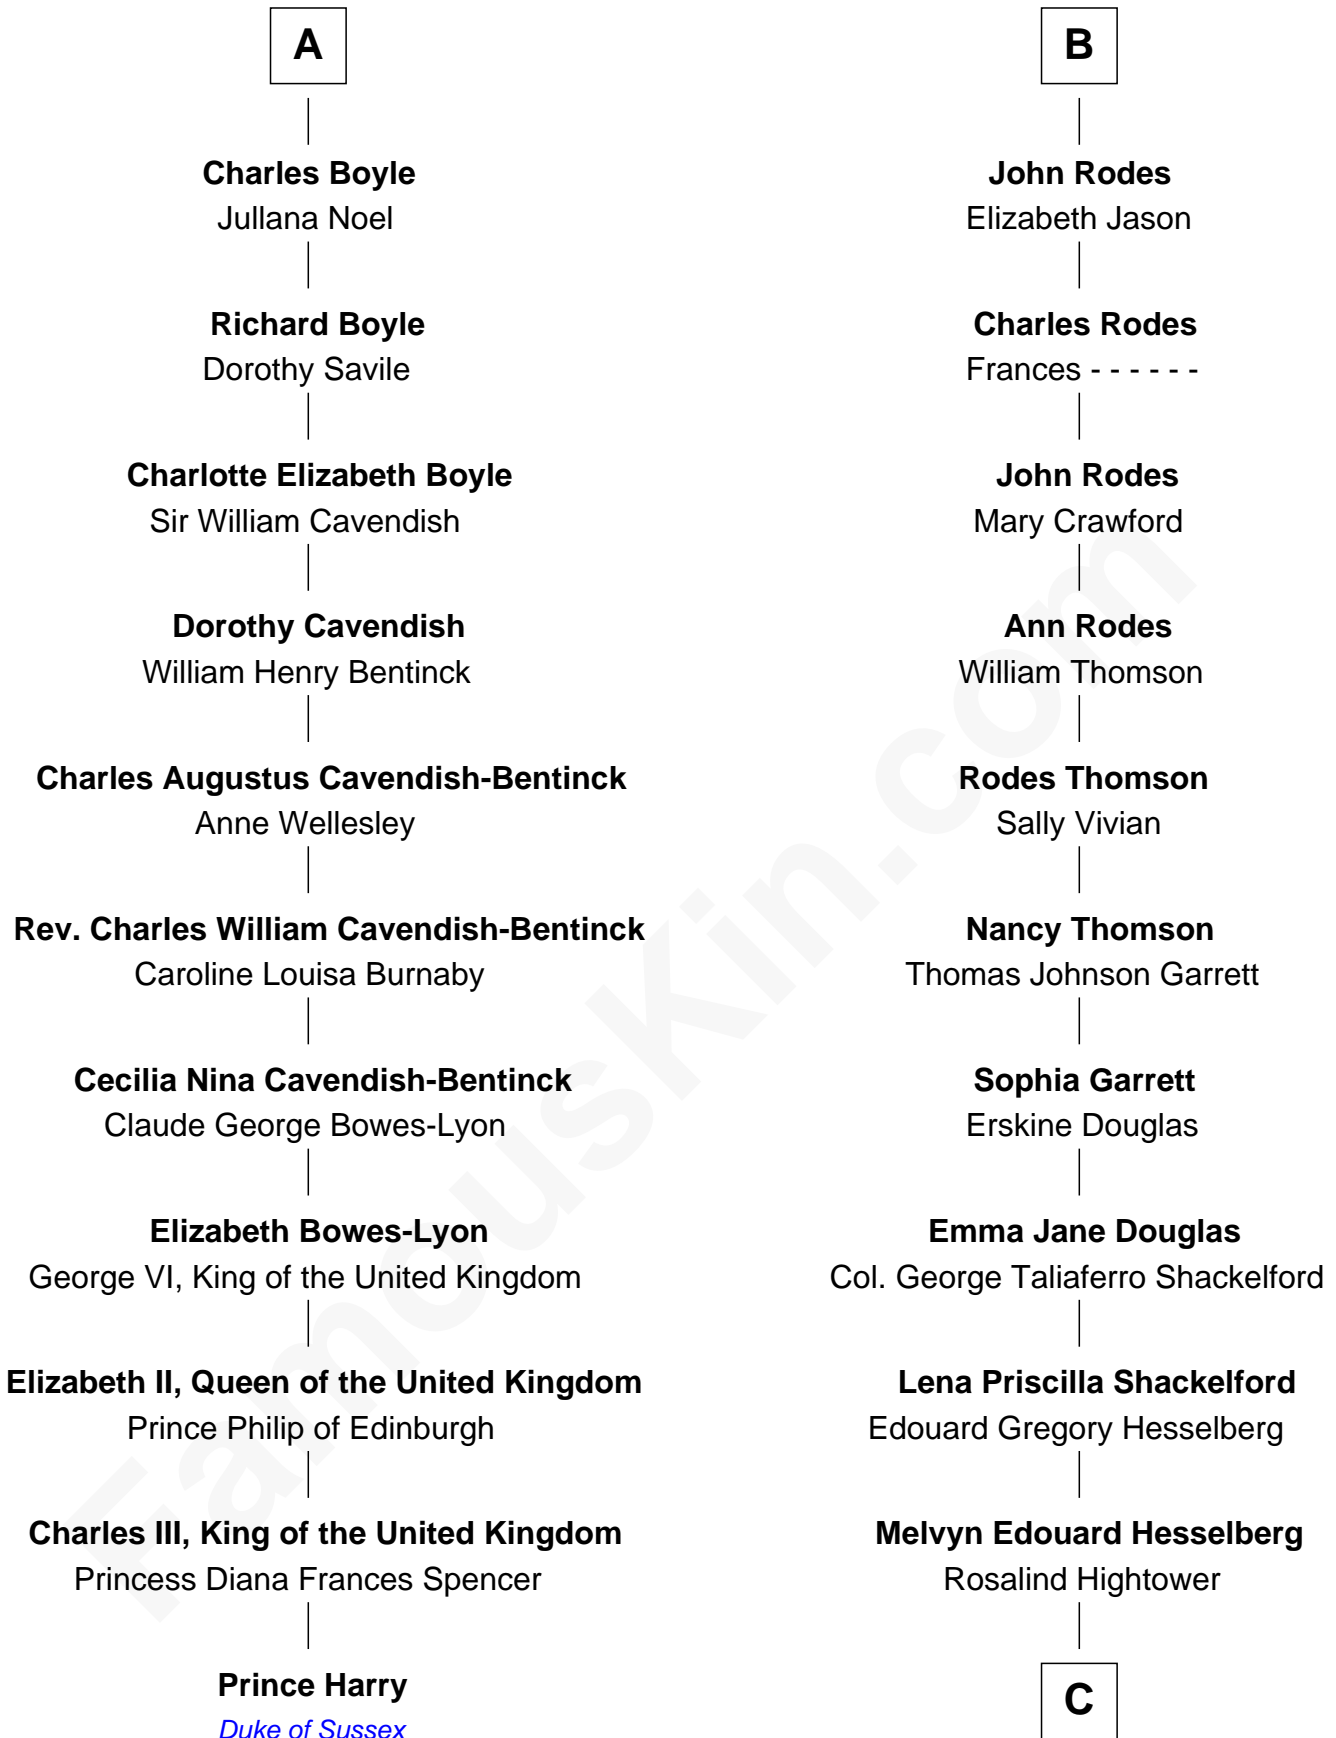 A
Charles Boyle
Jullana Noel
Richard Boyle
Dorothy Savile
Charlotte Elizabeth Boyle
Sir William Cavendish
Dorothy Cavendish
William Henry Bentinck
Charles Augustus Cavendish-Bentinck
Anne Wellesley
Rev. Charles William Cavendish-Bentinck
Caroline Louisa Burnaby
Cecilia Nina Cavendish-Bentinck
Claude George Bowes-Lyon
Elizabeth Bowes-Lyon
George VI, King of the United Kingdom
Elizabeth II, Queen of the United Kingdom
Prince Philip of Edinburgh
Charles III, King of the United Kingdom
Princess Diana Frances Spencer
Prince Harry
Duke of Sussex
B
John Rodes
Elizabeth Jason
Charles Rodes
Frances - - - - - -
John Rodes
Mary Crawford
Ann Rodes
William Thomson
Rodes Thomson
Sally Vivian
Nancy Thomson
Thomas Johnson Garrett
Sophia Garrett
Erskine Douglas
Emma Jane Douglas
Col. George Taliaferro Shackelford
Lena Priscilla Shackelford
Edouard Gregory Hesselberg
Melvyn Edouard Hesselberg
Rosalind Hightower
C
FamousKin.com